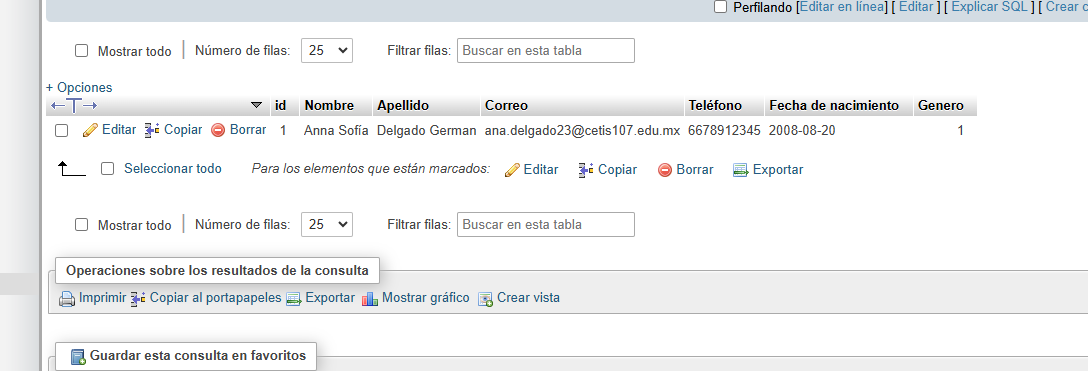 Perfilando [Editar en línea] [ Editar ] [ Explicar SQL ] [ Crear c
Mostrar todo Número de filas: 25 Filtrar filas: Buscar en esta tabla
+ Opciones
←T→ id Nombre Apellido Correo Teléfono Fecha de nacimiento Genero
Editar Copiar Borrar 1 Anna Sofía Delgado German ana.delgado23@cetis107.edu.mx 6678912345 2008-08-20 1
Seleccionar todo Para los elementos que están marcados: Editar Copiar Borrar Exportar
Mostrar todo Número de filas: 25 Filtrar filas: Buscar en esta tabla
Operaciones sobre los resultados de la consulta
Imprimir Copiar al portapapeles Exportar Mostrar gráfico Crear vista
Guardar esta consulta en favoritos